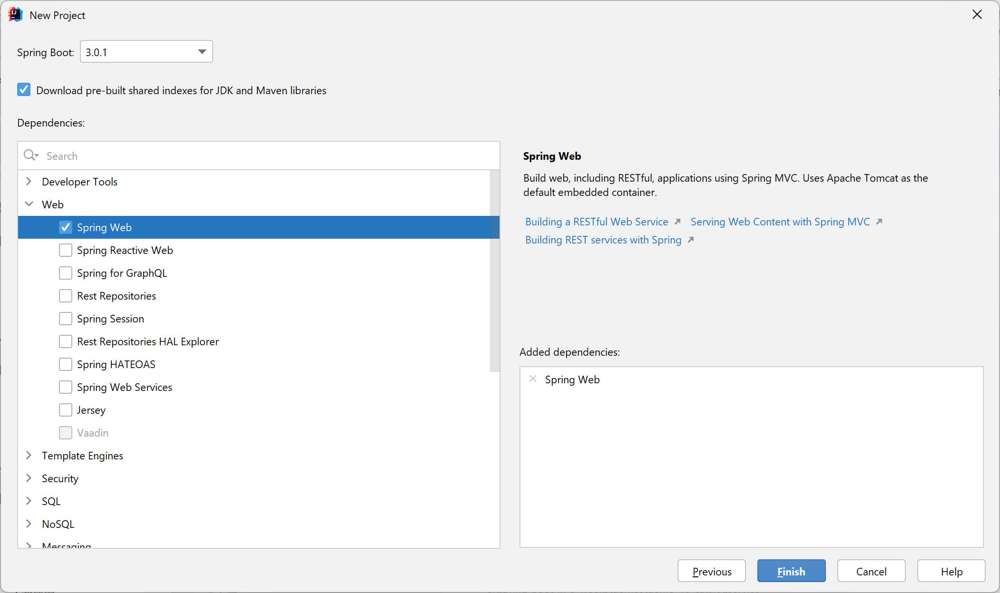 New Project
Spring Boot: 3.0.1
Download pre-built shared indexes for JDK and Maven libraries
Dependencies:
Search
Developer Tools
Web
Spring Web
Spring Reactive Web
Spring for GraphQL
Rest Repositories
Spring Session
Rest Repositories HAL Explorer
Spring HATEOAS
Spring Web Services
Jersey
Vaadin
Template Engines
Security
SQL
NoSQL
Messaging
Spring Web
Build web, including RESTful, applications using Spring MVC. Uses Apache Tomcat as the
default embedded container.
Building a RESTful Web Service Serving Web Content with Spring MVC
Building REST services with Spring
Added dependencies:
Spring Web
Previous Finish Cancel Help